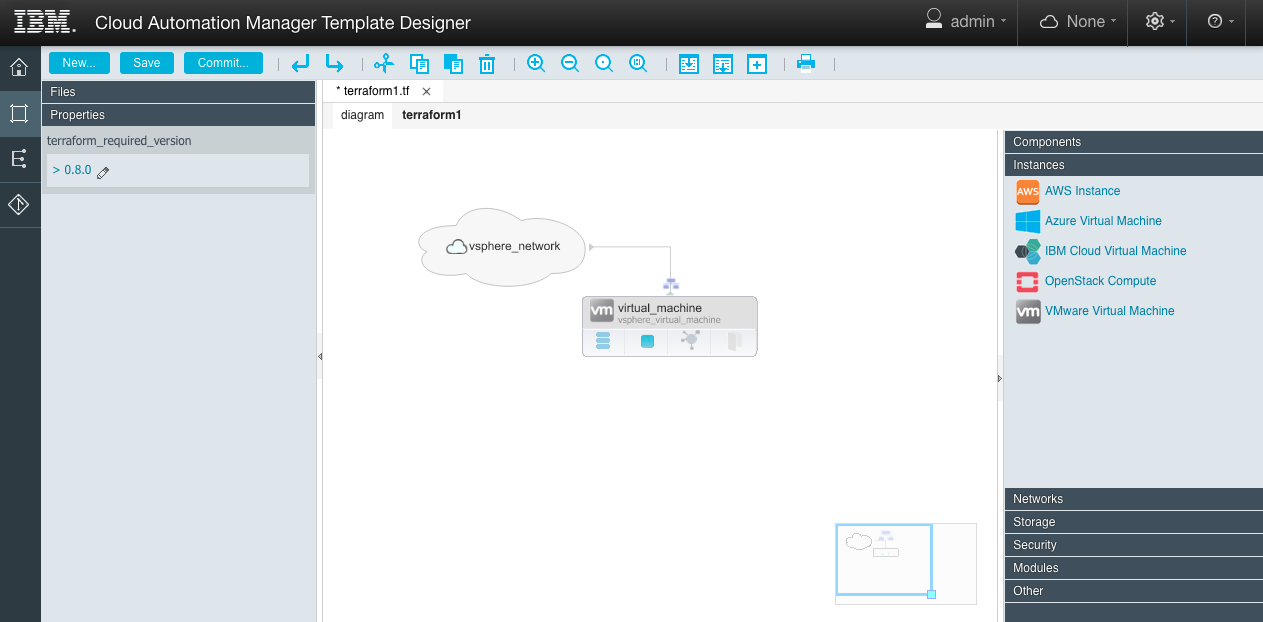 IBM. Cloud Automation Manager Template Designer admin None
New... Save Commit...
Files
Properties
terraform_required_version
> 0.8.0
* terraform1.tf
diagram terraform1
vsphere_network
vm virtual_machine
vsphere_virtual_machine
Components
Instances
AWS AWS Instance
Azure Virtual Machine
IBM Cloud Virtual Machine
OpenStack Compute
vm VMware Virtual Machine
Networks
Storage
Security
Modules
Other